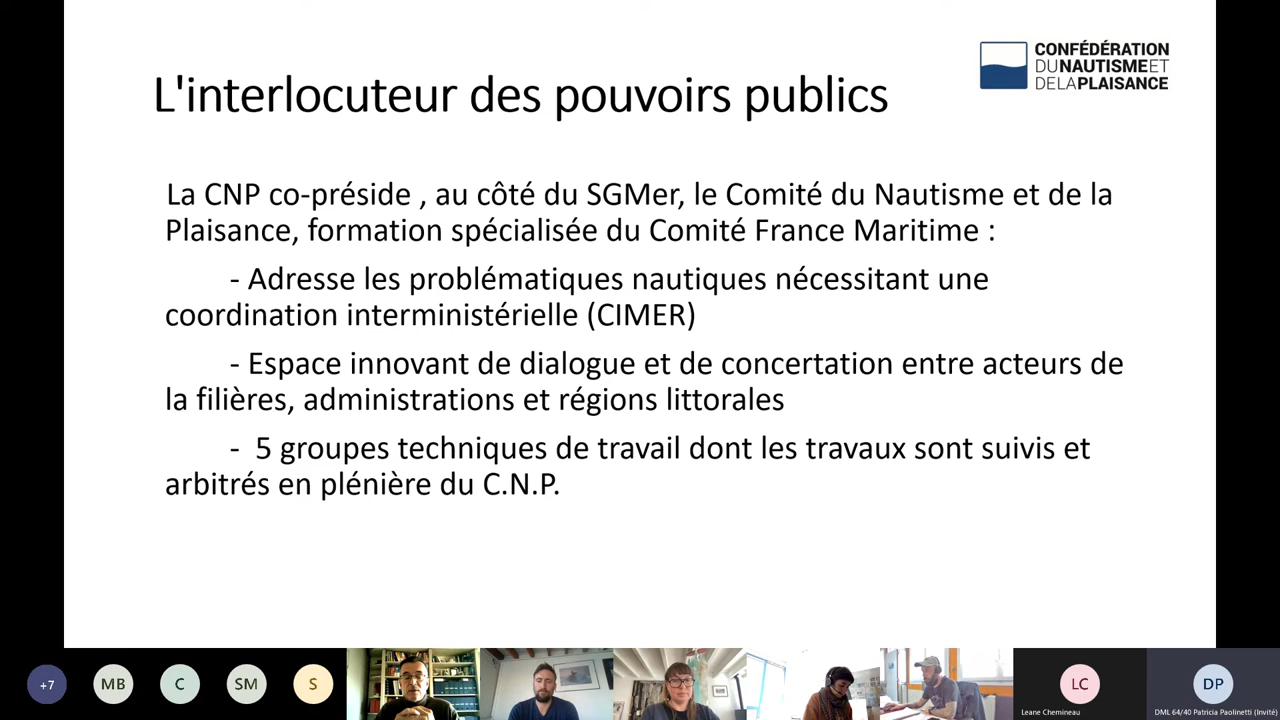 CONFÉDÉRATION
DUNAUTISMEET
DELAPLAISANCE
L'interlocuteur des pouvoirs publics
La CNP co-préside , au côté du SGMer, le Comité du Nautisme et de la
Plaisance, formation spécialisée du Comité France Maritime :
- Adresse les problématiques nautiques nécessitant une
coordination interministérielle (CIMER)
- Espace innovant de dialogue et de concertation entre acteurs de
la filières, administrations et régions littorales
- 5 groupes techniques de travail dont les travaux sont suivis et
arbitrés en plénière du C.N.P.
+7
MB
C
SM
S
LC
DP
Leane Chemineau
DML 64/40 Patricia Paolinetti (Invité)